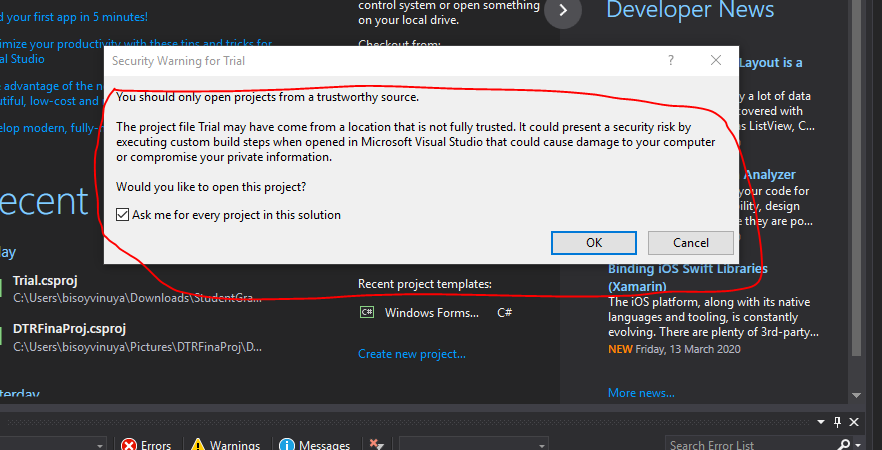 control system or open something
Developer News
d your first app in 5 minutes!
on your local drive.
imize your productivity with these tips and tricks for
al Studio
Checkout from:
Security Warning for Trial
? 
Layout is a
advantage of the
y a lot of data
utiful, low-cost and
covered with
ListView, C...
elop modern, fully-
You should only open projects from a trustworthy source.
The project file Trial may have come from a location that is not fully trusted. It could present a security risk by
executing custom build steps when opened in Microsoft Visual Studio that could cause damage to your computer
or compromise your private information.
Would you like to open this project?
Analyzer
your code for
bility, design
e they are po...
Ask me for every project in this solution
OK
Cancel
ecent
day
Trial.csproj
C:\Users\bisoyvinuya\Downloads\StudentGra...
DTRFinaProj.csproj
C:\Users\bisoyvinuya\Pictures\DTRFinaProj\D...
sterday
Recent project templates:
Windows Forms...
C#
Create new project...
Binding iOS Swift Libraries
(Xamarin)
The iOS platform, along with its native
languages and tooling, is constantly
evolving. There are plenty of 3rd-party...
NEW Friday, 13 March 2020
More news...
Errors
Warnings
Messages
Search Error List